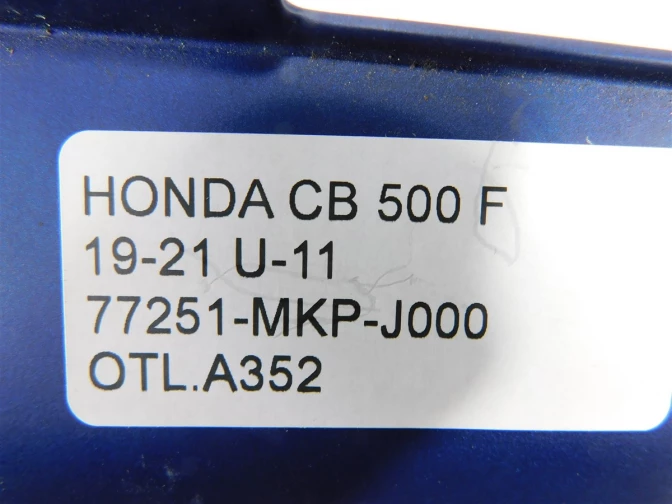 HONDA CB 500 F
19-21 U-11
77251-MKP-J000
OTL.A352